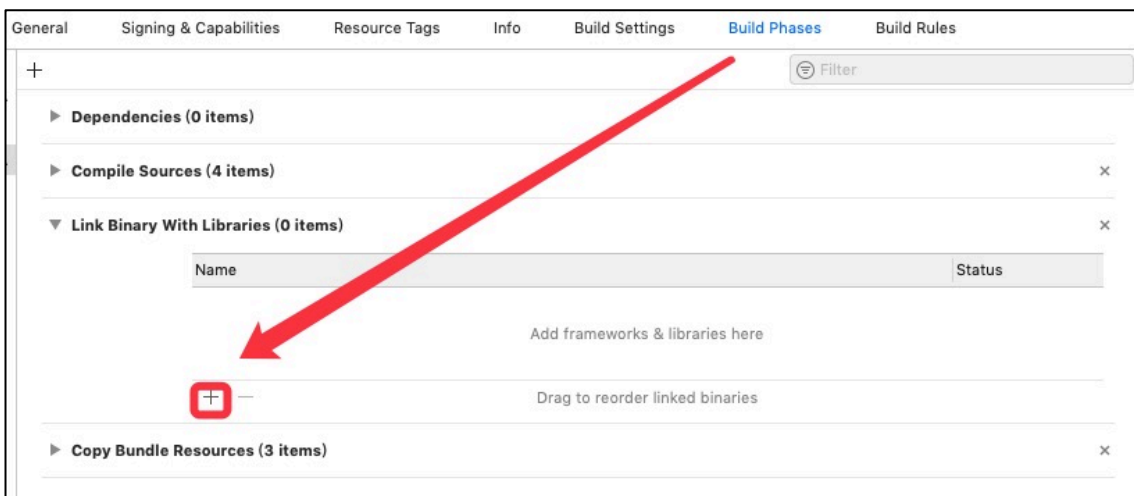 General Signing & Capabilities Resource Tags Info Build Settings Build Phases Build Rules
+ Filter
Dependencies (0 items)
Compile Sources (4 items) ×
Link Binary With Libraries (0 items) ×
Name Status
Add frameworks & libraries here
+ — Drag to reorder linked binaries
Copy Bundle Resources (3 items) ×